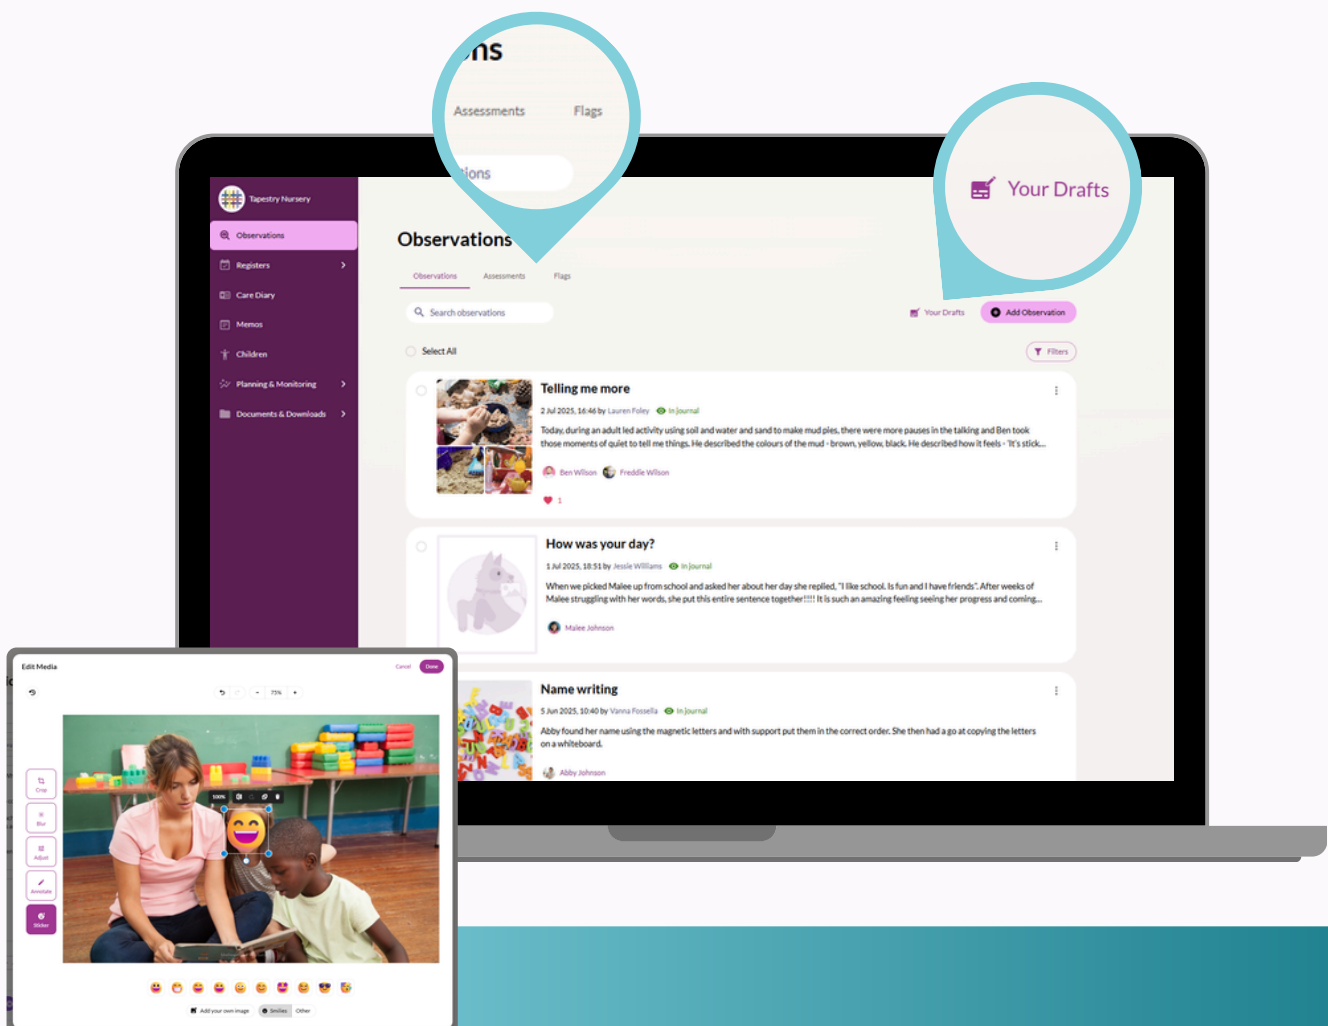 ons
Assessments Flags
tions
Your Drafts
Tapestry Nursery
Observations
Registers
Care Diary
Memos
Children
Planning & Monitoring
Documents & Downloads
Observations
Observations Assessments Flags
Search observations
Your Drafts Add Observation
Select All
Filters
Telling me more
2 Jul 2025, 16:46 by Lauren Foley In journal
Today, during an adult led activity using soil and water and sand to make mud pies, there were more pauses in the talking and Ben took
those moments of quiet to tell me things. He described the colours of the mud - brown, yellow, black. He described how it feels - 'It's stick...
Ben Wilson Freddie Wilson
1
How was your day?
1 Jul 2025, 18:51 by Jessie Williams In journal
When we picked Malee up from school and asked her about her day she replied, "I like school. Is fun and I have friends". After weeks of
Malee struggling with her words, she put this entire sentence together!!!! It is such an amazing feeling seeing her progress and coming...
Malee Johnson
Name writing
5 Jun 2025, 10:40 by Vanna Fossella In journal
Abby found her name using the magnetic letters and with support put them in the correct order. She then had a go at copying the letters
on a whiteboard.
Abby Johnson
Edit Media
Cancel Done
- 75% +
100%
Crop
Blur
Adjust
Annotate
Sticker
Add your own image Smilies Other